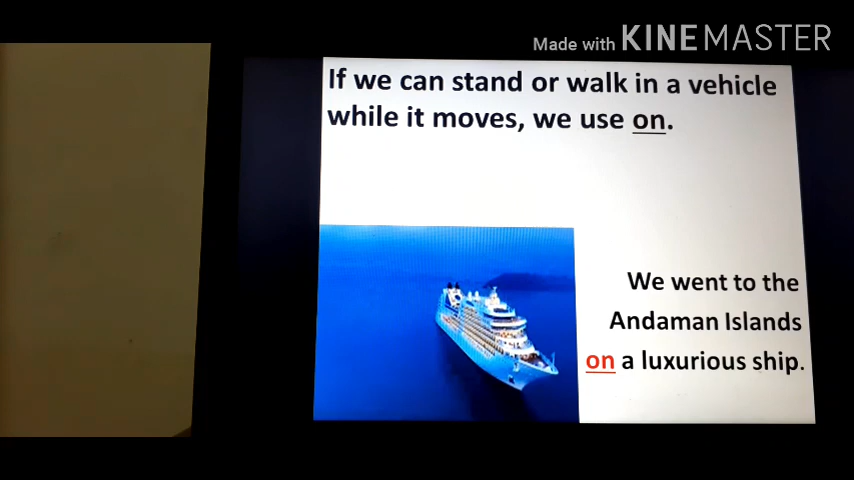 Made with KINEMASTER
If we can stand or walk in a vehicle
while it moves, we use on.
We went to the
Andaman Islands
on a luxurious ship.